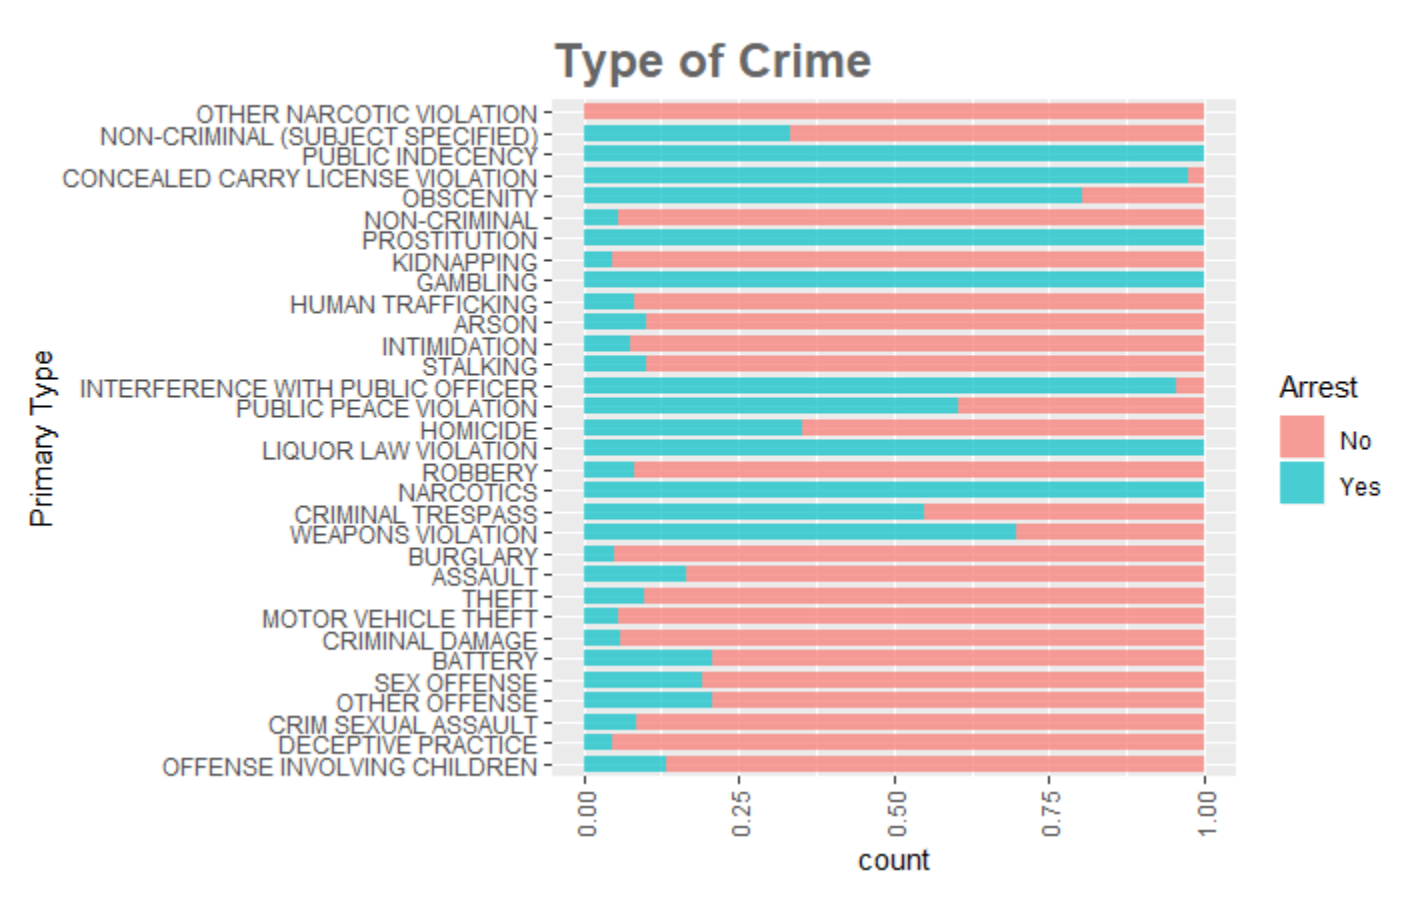 Type of Crime
OTHER NARCOTIC VIOLATION
NON-CRIMINAL (SUBJECT SPECIFIED)
PUBLIC INDECENCY
CONCEALED CARRY LICENSE VIOLATION
OBSCENITY
NON-CRIMINAL
PROSTITUTION
KIDNAPPING
GAMBLING
HUMAN TRAFFICKING
ARSON
INTIMIDATION
STALKING
INTERFERENCE WITH PUBLIC OFFICER
PUBLIC PEACE VIOLATION
HOMICIDE
LIQUOR LAW VIOLATION
ROBBERY
NARCOTICS
CRIMINAL TRESPASS
WEAPONS VIOLATION
BURGLARY
ASSAULT
THEFT
MOTOR VEHICLE THEFT
CRIMINAL DAMAGE
BATTERY
SEX OFFENSE
OTHER OFFENSE
CRIM SEXUAL ASSAULT
DECEPTIVE PRACTICE
OFFENSE INVOLVING CHILDREN
Primary Type
0.00
0.25
0.50
0.75
1.00
count
Arrest
No
Yes